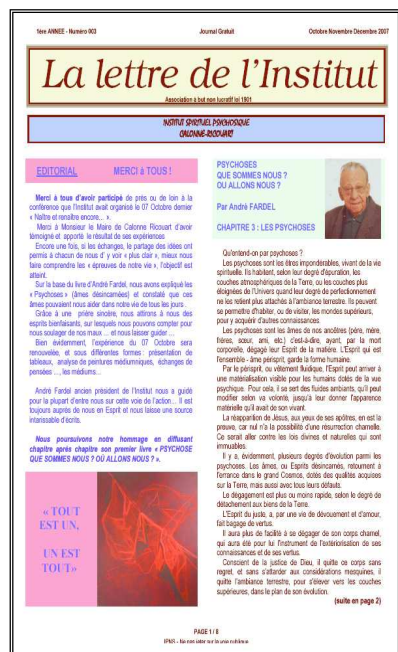 1ère ANNEE - Numéro 003
Journal Gratuit
Octobre Novembre Décembre 2007
La lettre de l'Institut
Association à but non lucratif loi 1901
INSTITUT SPIRITUEL PSYCHOSIQUE
CALONNE-RICOUART
EDITORIAL MERCI à TOUS !
Merci à tous d'avoir participé de près ou de loin à la
conférence que l'Institut avait organisé le 07 Octobre dernier
« Naître et renaître encore... ».
Merci à Monsieur le Maire de Calonne Ricouart d'avoir
témoigné et apporté le résultat de ses expériences
Encore une fois, si les échanges, le partage des idées ont
permis à chacun de nous d' y voir « plus clair », mieux nous
faire comprendre les « épreuves de notre vie », l'objectif est
atteint.
Sur la base du livre d'André Fardel, nous avons expliqué les
« Psychoses » (âmes désincarnées) et constaté que ces
âmes pouvaient nous aider dans notre vie de tous les jours.
Grâce à une prière sincère, nous attirons à nous des
esprits bienfaisants, sur lesquels nous pouvons compter pour
nous soulager de nos maux ... et nous laisser guider ...
Bien évidemment, l'expérience du 07 Octobre sera
renouvelée, et sous différentes formes : présentation de
tableaux, analyse de peintures médiumniques, échanges de
pensées ..., les médiums...
André Fardel ancien président de l'Institut nous a guidé
pour la plupart d'entre nous sur cette voie de l'action... Il est
toujours auprès de nous en Esprit et nous laisse une source
intarissable d'écrits.
Nous poursuivons notre hommage en diffusant
chapitre après chapitre son premier livre « PSYCHOSE
QUE SOMMES NOUS ? OÙ ALLONS NOUS ? ».
« TOUT
EST UN,
UN EST
TOUT»
PSYCHOSES
QUE SOMMES NOUS ?
OU ALLONS NOUS ?
Par André FARDEL
CHAPITRE 3 : LES PSYCHOSES
Qu'entend-on par psychoses ?
Les psychoses sont les êtres impondérables, vivant de la vie
spirituelle. Ils habitent, selon leur degré d'épuration, les
couches atmosphériques de la Terre, ou les couches plus
éloignées de l'Univers quand leur degré de perfectionnement
ne les retient plus attachés à l'ambiance terrestre. Ils peuvent
se permettre d'habiter, ou de visiter, les mondes supérieurs,
pour y acquérir d'autres connaissances
Les psychoses sont les âmes de nos ancêtres (père, mère,
frères, sœur, ami, etc.) c'est-à-dire, ayant, par la mort
corporelle, dégagé leur Esprit de la matière. L'Esprit qui est
l'ensemble - âme périsprit, garde la forme humaine.
Par le périsprit, ou vêtement fluidique, l'Esprit peut arriver à
une matérialisation visible pour les humains dotés de la vue
psychique. Pour cela, il se sert des fluides ambiants, qu'il peut
modifier selon va volonté, jusqu'à leur donner l'apparence
matérielle qu'il avait de son vivant.
La réapparition de Jésus, aux yeux de ses apôtres, en est la
preuve, car nul n'a la possibilité d'une résurrection charnelle.
Ce serait aller contre les lois divines et naturelles qui sont
immuables.
Il y a, évidemment, plusieurs degrés d'évolution parmi les
psychoses. Les âmes, ou Esprits désincarnés, retournent à
l'errance dans le grand Cosmos, dotés des qualités acquises
sur la Terre, mais aussi avec tous leurs défauts.
Le dégagement est plus ou moins rapide, selon le degré de
détachement aux biens de la Terre.
L'Esprit du juste, a, par une vie de dévouement et d'amour,
fait bagage de vertus.
Il aura plus de facilité à se dégager de son corps charnel,
qui aura été pour lui l'instrument de l'extériorisation de ses
connaissances et de ses vertus.
Conscient de la justice de Dieu, il quitte ce corps sans
regret, et sans s'attarder aux considérations mesquines, il
quitte l'ambiance terrestre, pour s'élever vers les couches
supérieures, dans le plan de son évolution.
(suite en page 2)
PAGE 1 / 8
IPNS - Ne pas jeter sur la voie publique